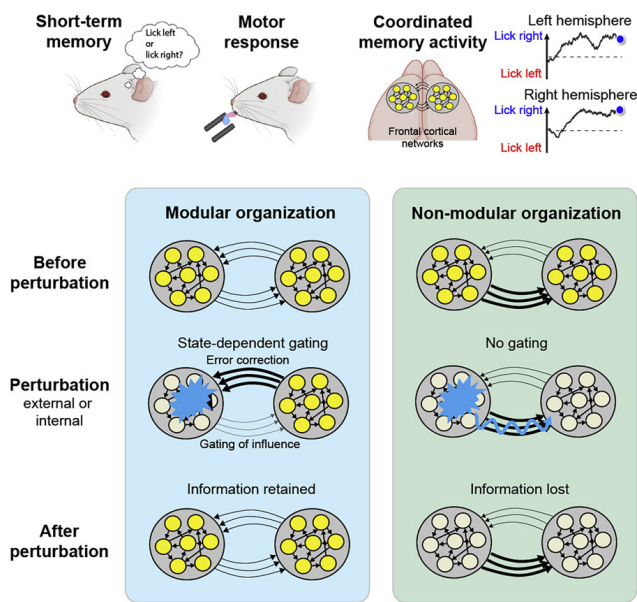 Short-term
memory
Lick left
or
lick right?
Motor
response
Coordinated
memory activity
Frontal cortical
networks
Left hemisphere
Lick right
Lick left
Right hemisphere
Lick right
Lick left
Modular organization
Non-modular organization
Before
perturbation
State-dependent gating
Error correction
No gating
Perturbation
external or
internal
Gating of influence
Information retained
Information lost
After
perturbation